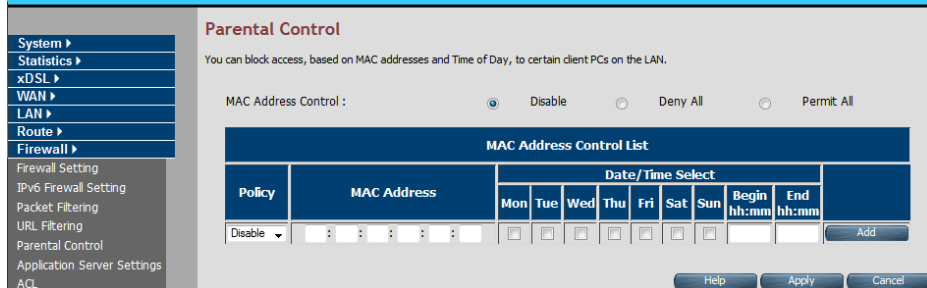 Parental Control
System
Statistics
You can block access, based on MAC addresses and Time of Day, to certain client PCs on the LAN.
xDSL
WAN
MAC Address Control : Disable Deny All Permit All
LAN
Route
Firewall
MAC Address Control List
Firewall Setting
IPv6 Firewall Setting
Packet Filtering
URL Filtering
Parental Control
Application Server Settings
ACL
Policy MAC Address Date/Time Select
Mon Tue Wed Thu Fri Sat Sun Begin hh:mm End hh:mm
Disable : : : : : Add
Help Apply Cancel